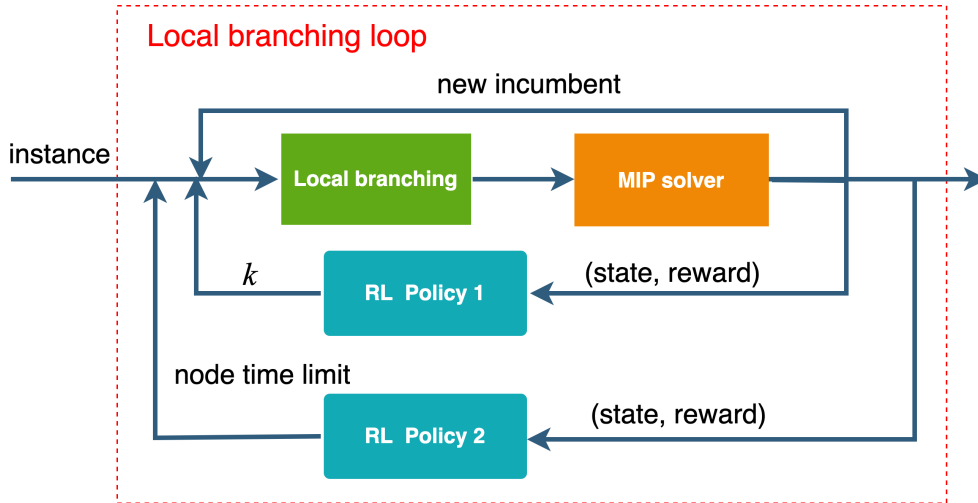 Local branching loop
new incumbent
instance
Local branching
MIP solver
k
RL Policy 1
(state, reward)
node time limit
RL Policy 2
(state, reward)